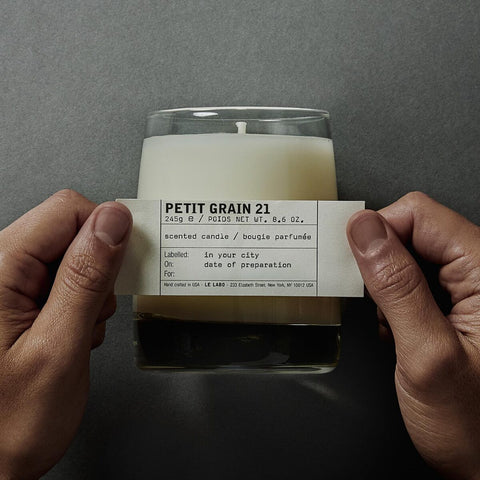 PETIT GRAIN 21
245g ℮ / POIDS NET WT. 8.6 OZ.
scented candle / bougie parfumée
Labelled: in your city
On: date of preparation
For:
Hand crafted in USA - LE LABO - 233 Elizabeth Street, New York, NY 10012 USA